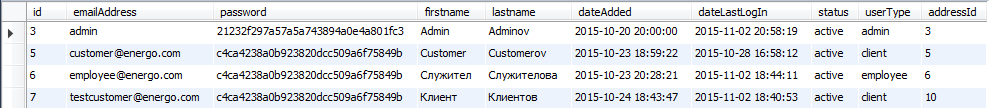 id emailAddress password firstname lastname dateAdded dateLastLogIn status userType addressId
3 admin 21232f297a57a5a743894a0e4a801fc3 Admin Adminov 2015-10-20 20:00:00 2015-11-02 20:58:19 active admin 3
5 customer@energo.com c4ca4238a0b923820dcc509a6f75849b Customer Customerov 2015-10-23 18:59:22 2015-10-28 16:58:12 active client 5
6 employee@energo.com c4ca4238a0b923820dcc509a6f75849b Служител Служителова 2015-10-23 20:28:21 2015-11-02 18:44:11 active employee 6
7 testcustomer@energo.com c4ca4238a0b923820dcc509a6f75849b Клиент Клиентов 2015-10-24 18:43:47 2015-11-02 18:40:53 active client 10